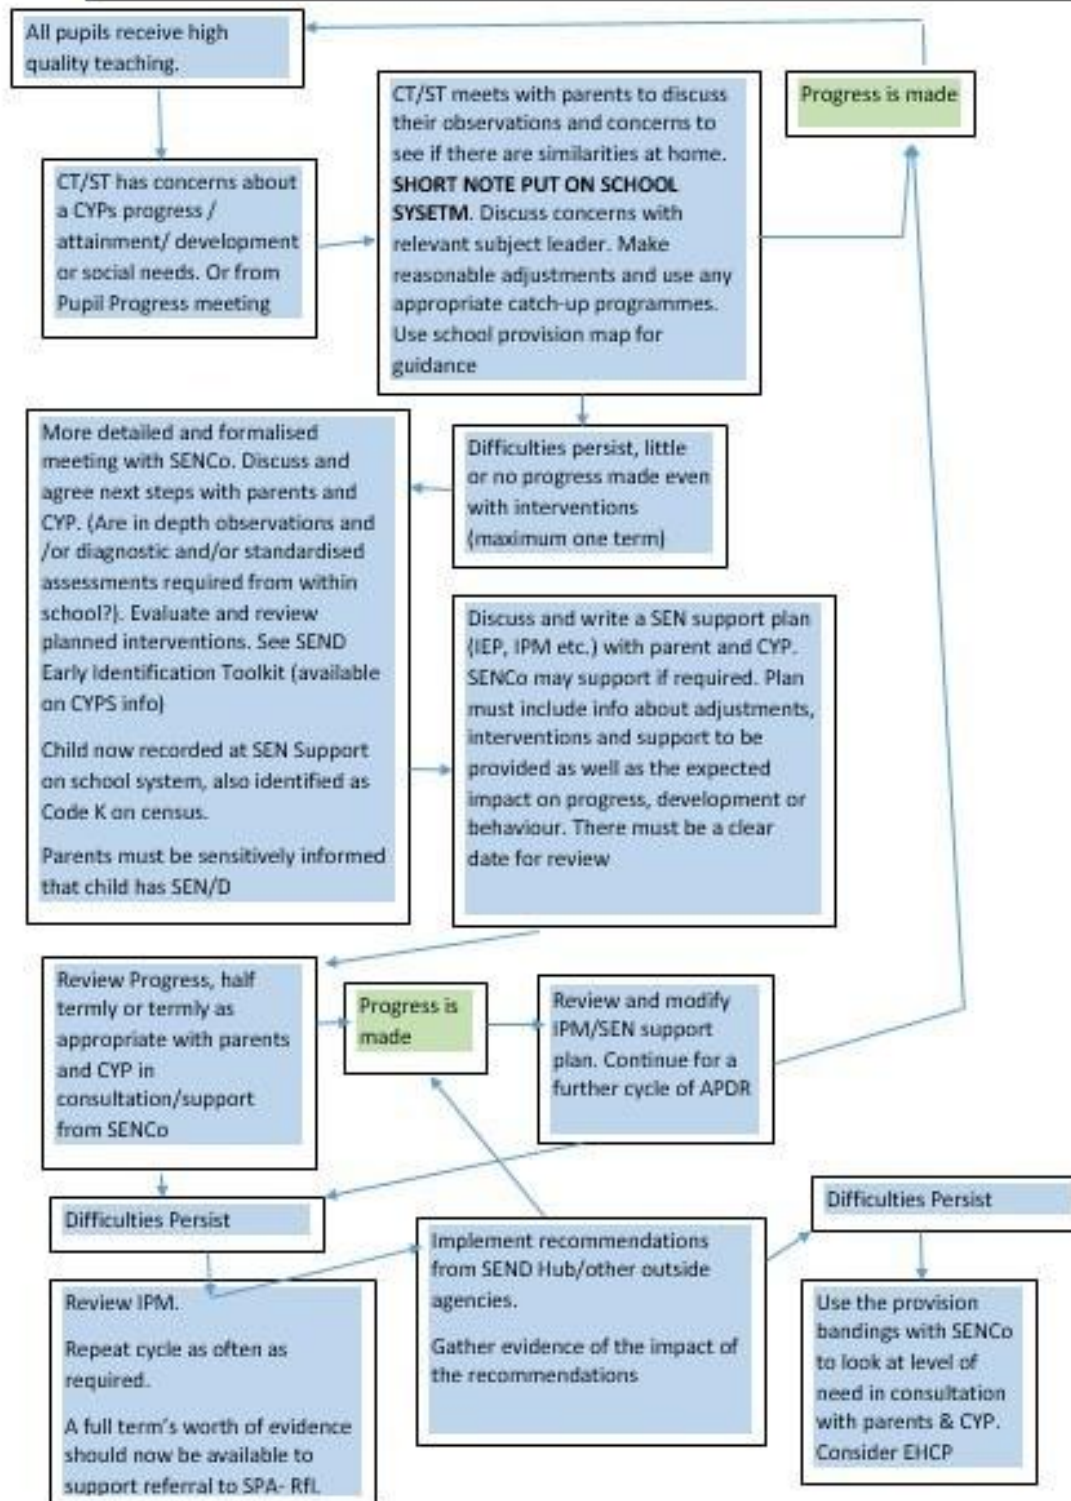 All pupils receive high
quality teaching.
CT/ST has concerns about
a CYPs progress /
attainment/ development
or social needs. Or from
Pupil Progress meeting
CT/ST meets with parents to discuss
their observations and concerns to
see if there are similarities at home.
SHORT NOTE PUT ON SCHOOL
SYSETM. Discuss concerns with
relevant subject leader. Make
reasonable adjustments and use any
appropriate catch-up programmes.
Use school provision map for
guidance
Progress is made
Difficulties persist, little
or no progress made even
with interventions
(maximum one term)
More detailed and formalised
meeting with SENCo. Discuss and
agree next steps with parents and
CYP. (Are in depth observations and
/or diagnostic and/or standardised
assessments required from within
school?). Evaluate and review
planned interventions. See SEND
Early Identification Toolkit (available
on CYPS info)
Child now recorded at SEN Support
on school system, also identified as
Code K on census.
Parents must be sensitively informed
that child has SEN/D
Discuss and write a SEN support plan
(IEP, IPM etc.) with parent and CYP.
SENCo may support if required. Plan
must include info about adjustments,
interventions and support to be
provided as well as the expected
impact on progress, development or
behaviour. There must be a clear
date for review
Review Progress, half
termly or termly as
appropriate with parents
and CYP in
consultation/support
from SENCo
Progress is
made
Review and modify
IPM/SEN support
plan. Continue for a
further cycle of APDR
Difficulties Persist
Review IPM.
Repeat cycle as often as
required.
A full term's worth of evidence
should now be available to
support referral to SPA- RfI.
Implement recommendations
from SEND Hub/other outside
agencies.
Gather evidence of the impact of
the recommendations
Difficulties Persist
Use the provision
bandings with SENCo
to look at level of
need in consultation
with parents & CYP.
Consider EHCP